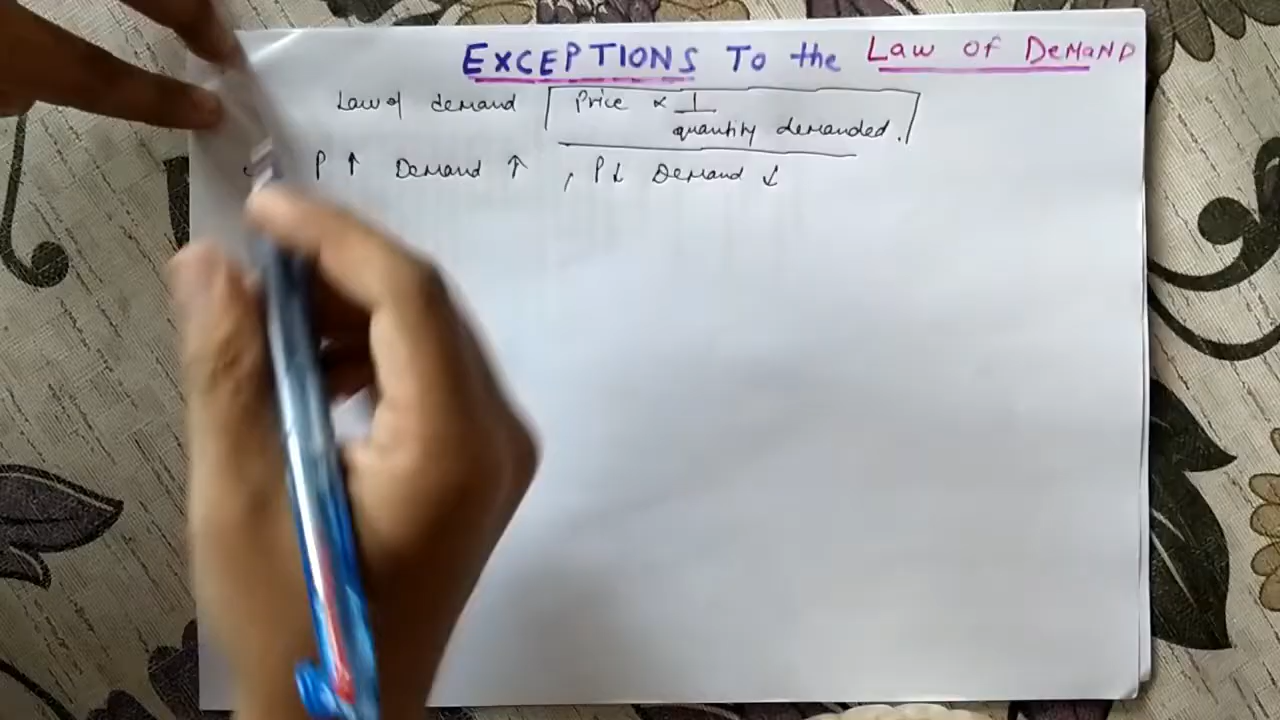 EXCEPTIONS To the Law of DeMAND
Law of demand Price ∝ 1
quantity demanded.
P ↑ Demand ↑ , P↓ Demand ↓